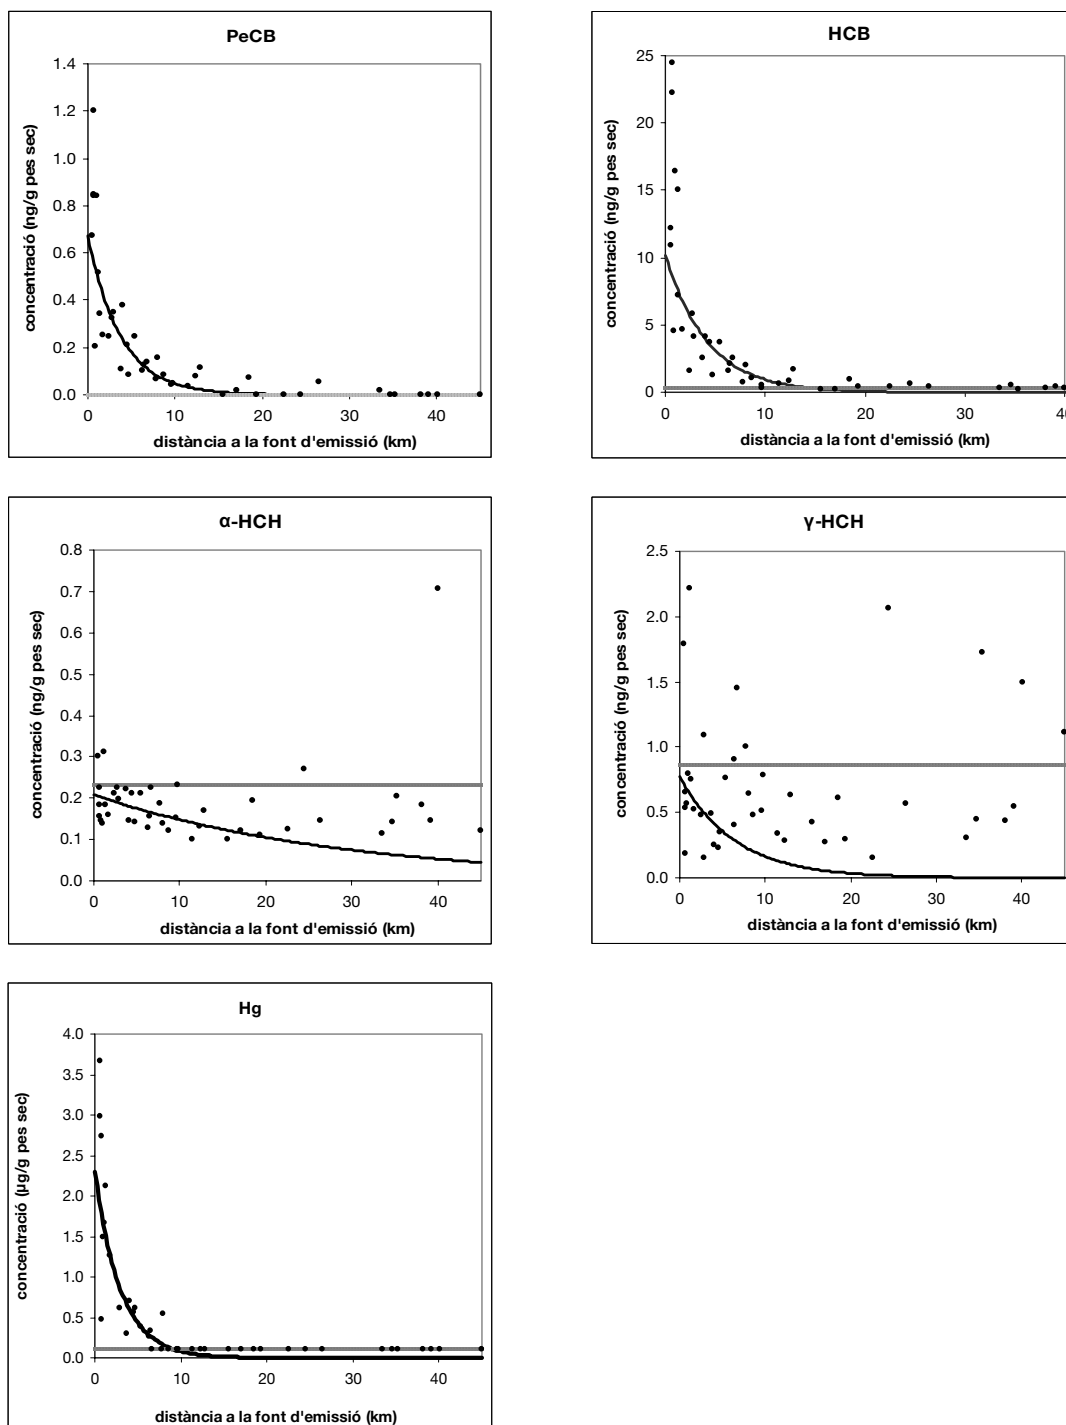 PeCB
1.4
1.2
1.0
0.8
0.6
0.4
0.2
0.0
0 10 20 30 40
concentració (ng/g pes sec)
distància a la font d'emissió (km)
HCB
25
20
15
10
5
0
0 10 20 30 40
concentració (ng/g pes sec)
distància a la font d'emissió (km)
α-HCH
0.8
0.7
0.6
0.5
0.4
0.3
0.2
0.1
0.0
0 10 20 30 40
concentració (ng/g pes sec)
distància a la font d'emissió (km)
γ-HCH
2.5
2.0
1.5
1.0
0.5
0.0
0 10 20 30 40
concentració (ng/g pes sec)
distància a la font d'emissió (km)
Hg
4.0
3.5
3.0
2.5
2.0
1.5
1.0
0.5
0.0
0 10 20 30 40
concentració (µg/g pes sec)
distància a la font d'emissió (km)